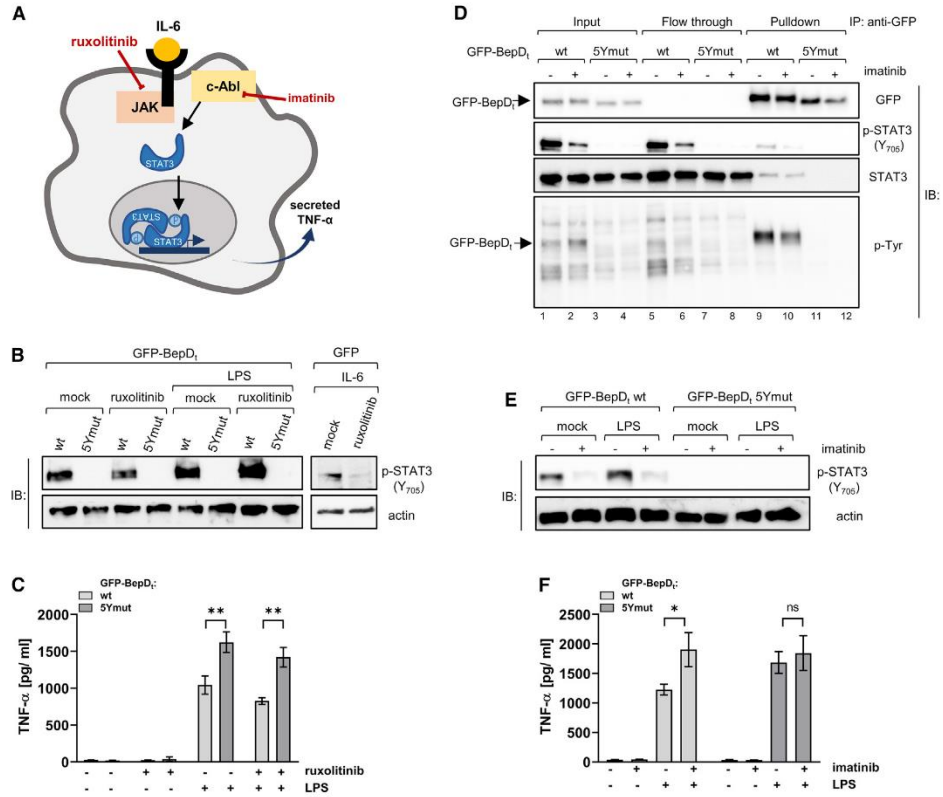 A
IL-6
ruxolitinib
c-Abl
imatinib
JAK
STAT3
STAT3
P
P
STAT3
secreted
TNF-α
B
GFP-BepDt
GFP
LPS
IL-6
mock ruxolitinib mock ruxolitinib
wt 5Ymut wt 5Ymut wt 5Ymut wt 5Ymut mock ruxolitinib
IB:
p-STAT3
(Y705)
actin
C
GFP-BepDt:
wt
5Ymut
TNF-α [pg/ ml]
2000
1500
1000
500
0
** **
- - + + - - + + ruxolitinib
- - - - + + + + LPS
D
Input Flow through Pulldown IP: anti-GFP
GFP-BepDt wt 5Ymut wt 5Ymut wt 5Ymut
- + - + - + - + - + - + imatinib
GFP-BepDt GFP
p-STAT3
(Y705)
STAT3
IB:
GFP-BepDt p-Tyr
1 2 3 4 5 6 7 8 9 10 11 12
E
GFP-BepDt wt GFP-BepDt 5Ymut
mock LPS mock LPS
- + - + - + - + imatinib
IB:
p-STAT3
(Y705)
actin
F
GFP-BepDt:
wt
5Ymut
TNF-α [pg/ ml]
2500
2000
1500
1000
500
0
* ns
- + - + - + - + imatinib
- - + + - - + + LPS